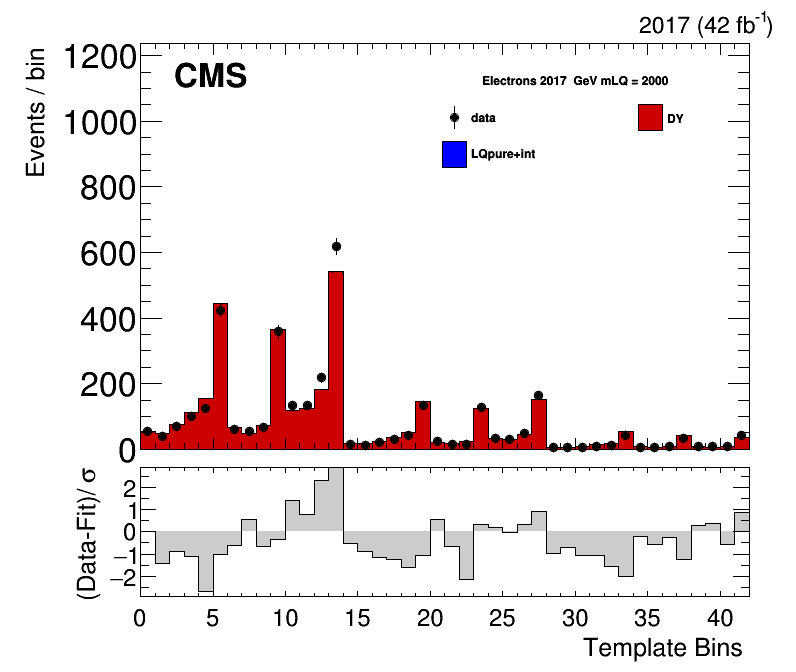 2017 (42 fb-1)
CMS
Electrons 2017 GeV mLQ = 2000
data
DY
LQpure+int
Events / bin
1200
1000
800
600
400
200
0
(Data-Fit)/ σ
2
1
0
−1
−2
0 5 10 15 20 25 30 35 40
Template Bins